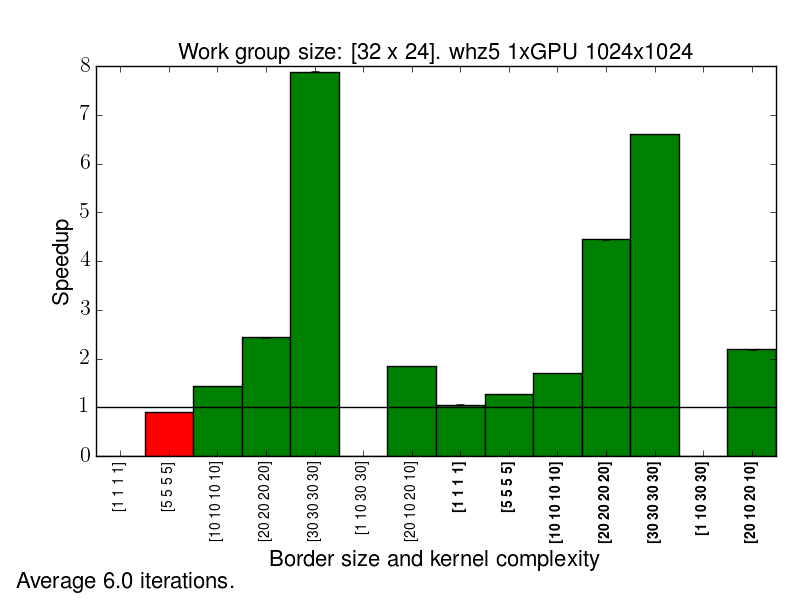 Work group size: [32 x 24]. whz5 1xGPU 1024x1024
8
7
6
5
4
3
2
1
0
Speedup
[1 1 1 1]
[5 5 5 5]
[10 10 10 10]
[20 20 20 20]
[30 30 30 30]
[1 10 30 30]
[20 10 20 10]
[1 1 1 1]
[5 5 5 5]
[10 10 10 10]
[20 20 20 20]
[30 30 30 30]
[1 10 30 30]
[20 10 20 10]
Border size and kernel complexity
Average 6.0 iterations.